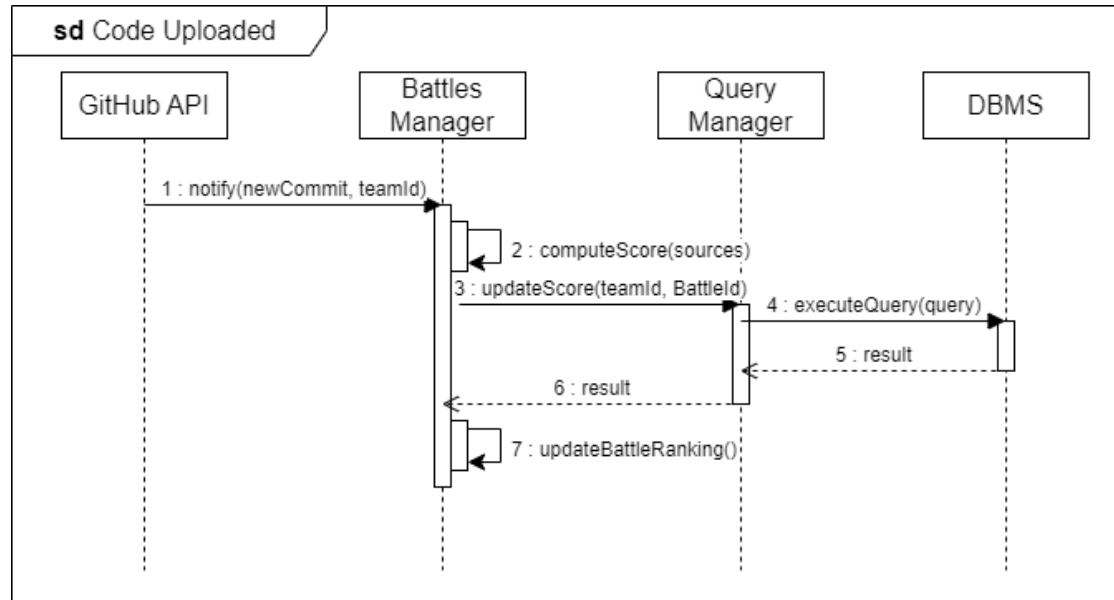 sd Code Uploaded
GitHub API
Battles
Manager
Query
Manager
DBMS
1 : notify(newCommit, teamId)
2 : computeScore(sources)
3 : updateScore(teamId, BattleId)
4 : executeQuery(query)
5 : result
6 : result
7 : updateBattleRanking()